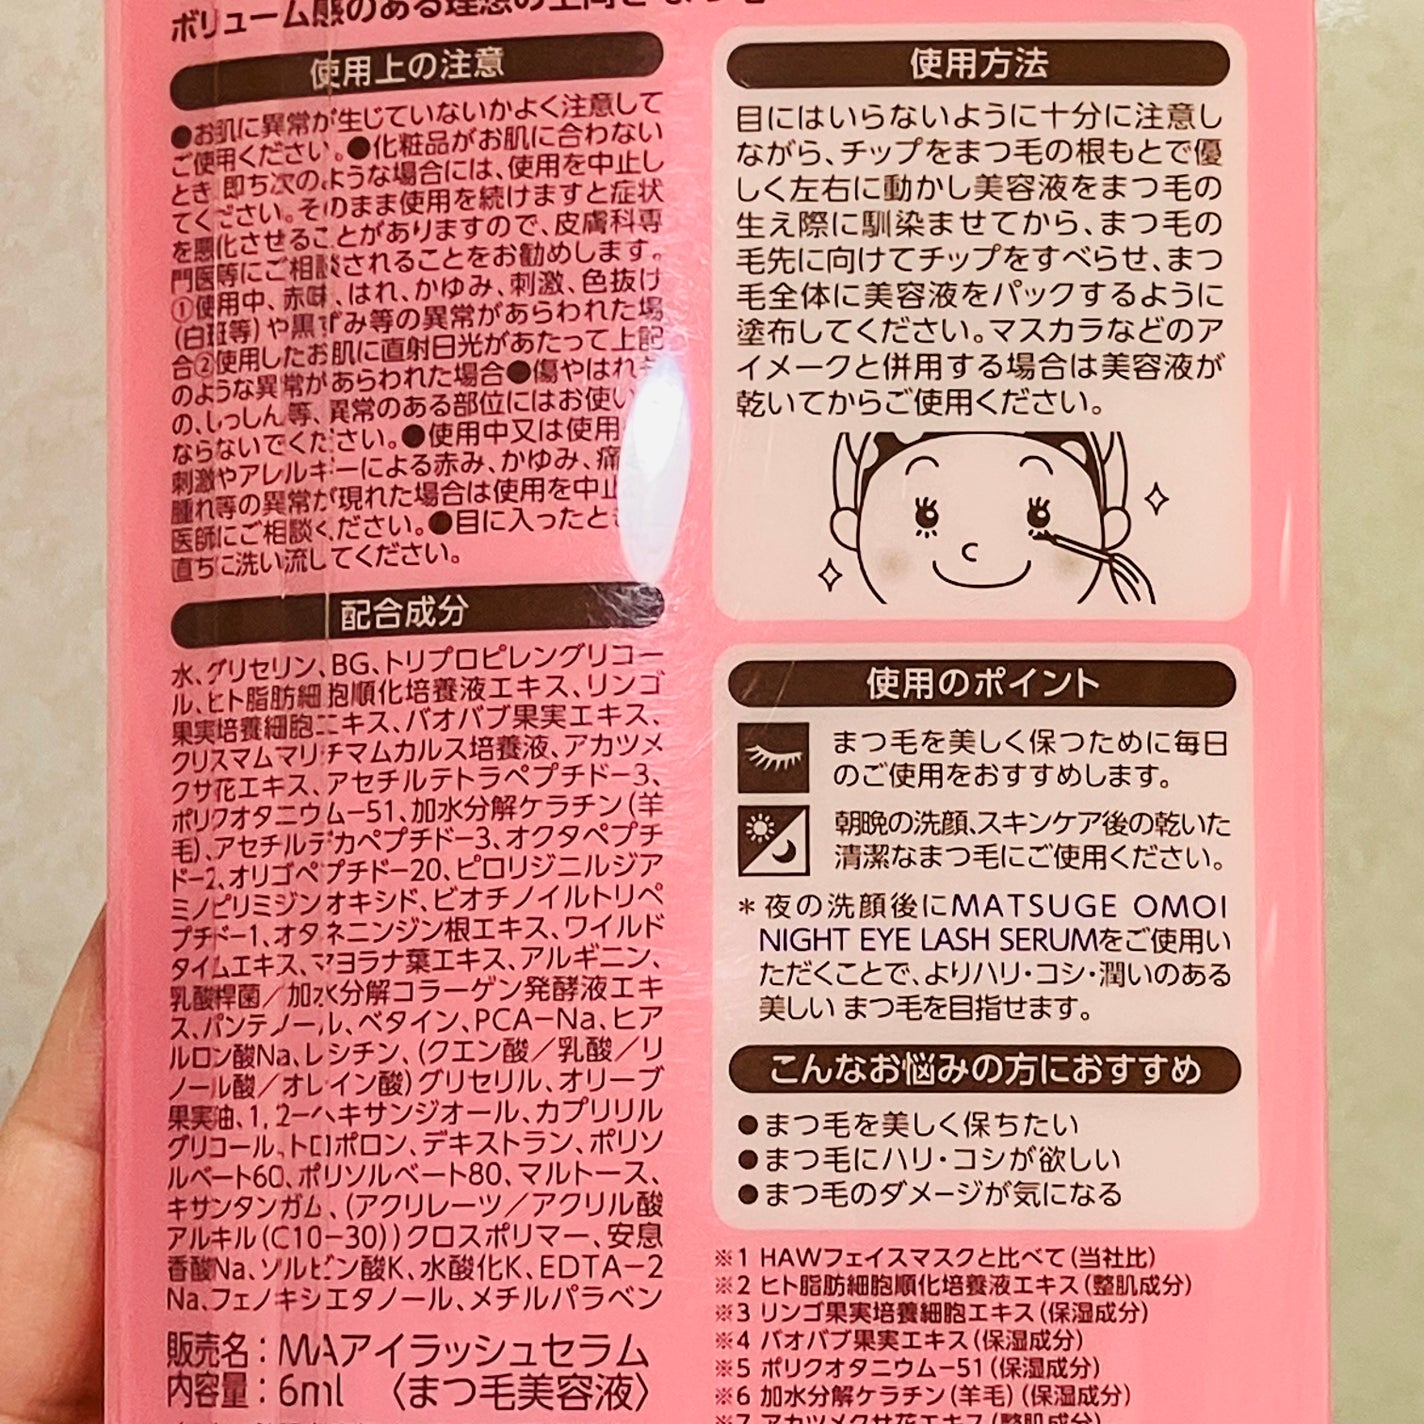 ボリューム感のある理想の上向きまつ毛
使用上の注意
●お肌に異常が生じていないかよく注意して
ご使用ください。●化粧品がお肌に合わない
とき 即ち次のような場合には、使用を中止し
てください。そのまま使用を続けますと症状
を悪化させることがありますので、皮膚科専
門医等にご相談されることをお勧めします。
①使用中、赤味、はれ、かゆみ、刺激、色抜け
(白斑等)や黒ずみ等の異常があらわれた場
合②使用したお肌に直射日光があたって上記
のような異常があらわれた場合●傷やはれも
の、しっしん等、異常のある部位にはお使い
ならないでください。●使用中又は使用
刺激やアレルギーによる赤み、かゆみ、痛
腫れ等の異常が現れた場合は使用を中止
医師にご相談ください。●目に入ったとき
直ちに洗い流してください。
配合成分
水、グリセリン、BG、トリプロピレングリコー
ル、ヒト脂肪細胞順化培養液エキス、リンゴ
果実培養細胞エキス、バオバブ果実エキス、
クリスマムマリチマムカルス培養液、アカツメ
クサ花エキス、アセチルテトラペプチド−3、
ポリクオタニウム−51、加水分解ケラチン(羊
毛)、アセチルデカペプチド−3、オクタペプチ
ド−2、オリゴペプチド−20、ピロリジニルジア
ミノピリミジンオキシド、ビオチノイルトリペ
プチド−1、オタネニンジン根エキス、ワイルド
タイムエキス、マヨラナ葉エキス、アルギニン、
乳酸桿菌/加水分解コラーゲン発酵液エキ
ス、パンテノール、ベタイン、PCA−Na、ヒア
ルロン酸Na、レシチン、(クエン酸/乳酸/リ
ノール酸/オレイン酸)グリセリル、オリーブ
果実油、1,2−ヘキサンジオール、カプリリル
グリコール、トロポロン、デキストラン、ポリソ
ルベート60、ポリソルベート80、マルトース、
キサンタンガム、(アクリレーツ/アクリル酸
アルキル(C10−30))クロスポリマー、安息
香酸Na、ソルビン酸K、水酸化K、EDTA−2
Na、フェノキシエタノール、メチルパラベン
販売名:MAアイラッシュセラム
内容量:6ml 〈まつ毛美容液〉
使用方法
目にはいらないように十分に注意し
ながら、チップをまつ毛の根もとで優
しく左右に動かし美容液をまつ毛の
生え際に馴染ませてから、まつ毛の
毛先に向けてチップをすべらせ、まつ
毛全体に美容液をパックするように
塗布してください。マスカラなどのア
イメークと併用する場合は美容液が
乾いてからご使用ください。
使用のポイント
まつ毛を美しく保つために毎日
のご使用をおすすめします。
朝晩の洗顔、スキンケア後の乾いた
清潔なまつ毛にご使用ください。
＊夜の洗顔後にMATSUGE OMOI
NIGHT EYE LASH SERUMをご使用い
ただくことで、よりハリ・コシ・潤いのある
美しい まつ毛を目指せます。
こんなお悩みの方におすすめ
●まつ毛を美しく保ちたい
●まつ毛にハリ・コシが欲しい
●まつ毛のダメージが気になる
※1 HAWフェイスマスクと比べて(当社比)
※2 ヒト脂肪細胞順化培養液エキス(整肌成分)
※3 リンゴ果実培養細胞エキス(保湿成分)
※4 バオバブ果実エキス(保湿成分)
※5 ポリクオタニウム−51(保湿成分)
※6 加水分解ケラチン(羊毛)(保湿成分)
※7 アカツメクサ花エキス(整肌成分)